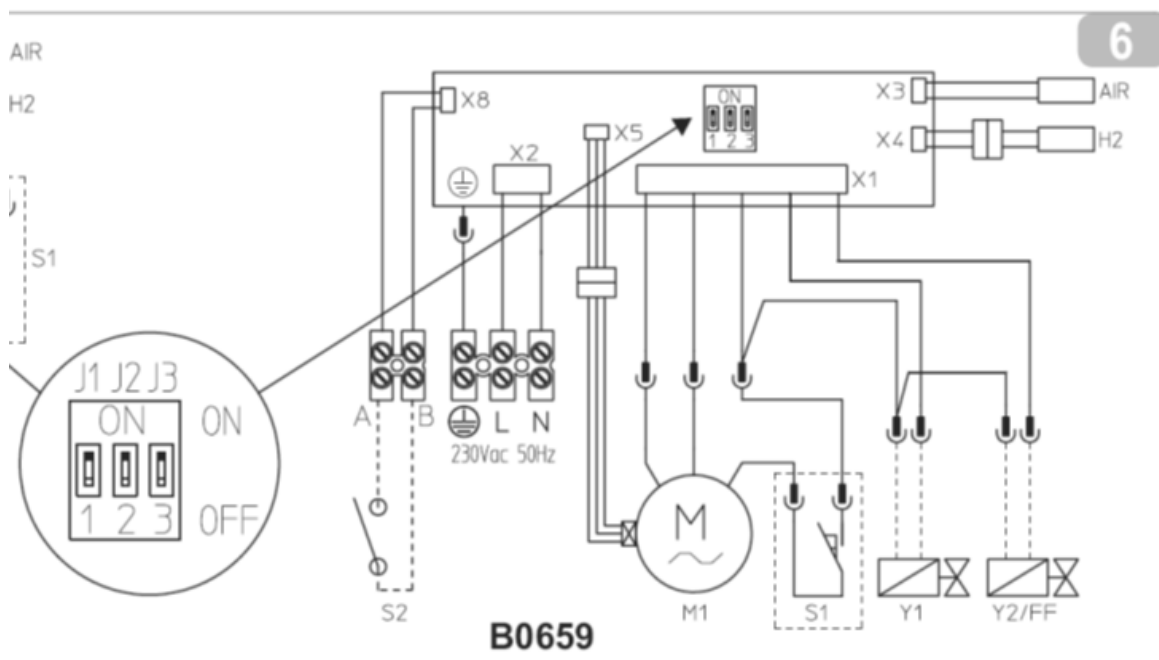 6
AIR
H2
S1
X8
X2
X5
ON
1 2 3
X3
AIR
X4
H2
X1
J1 J2 J3
ON
ON
1 2 3
OFF
A
B
L
N
230Vac 50Hz
S2
M
M1
S1
Y1
Y2/FF
B0659